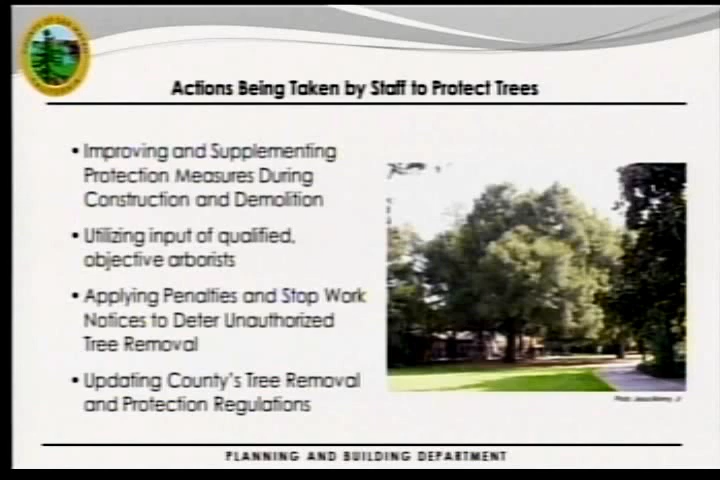 Actions Being Taken by Staff to Protect Trees
• Improving and Supplementing
Protection Measures During
Construction and Demolition
• Utilizing input of qualified,
objective arborists
• Applying Penalties and Stop Work
Notices to Deter Unauthorized
Tree Removal
• Updating County's Tree Removal
and Protection Regulations
PLANNING AND BUILDING DEPARTMENT